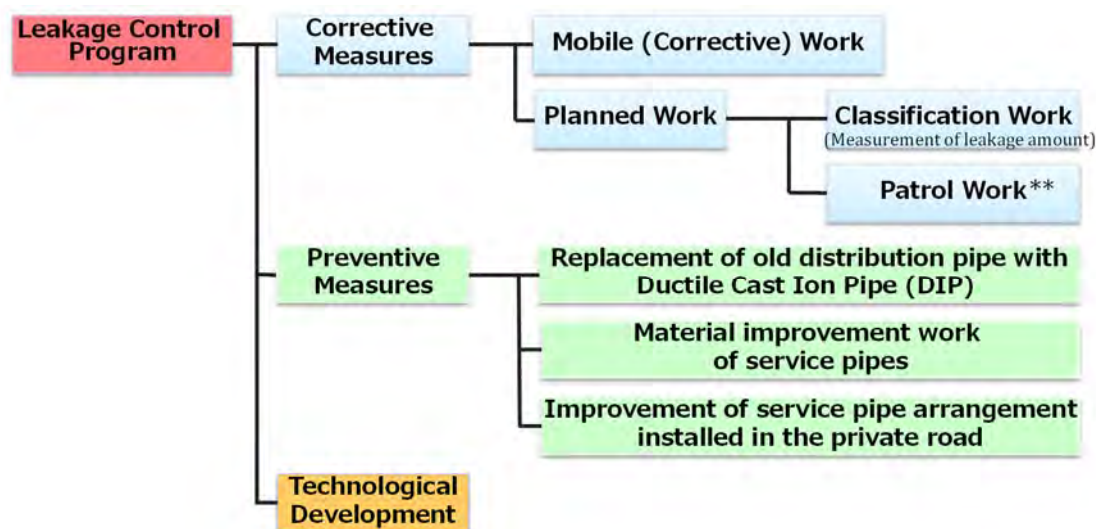 Leakage Control
Program
Corrective
Measures
Mobile (Corrective) Work
Planned Work
Classification Work
(Measurement of leakage amount)
Patrol Work**
Preventive
Measures
Replacement of old distribution pipe with
Ductile Cast Ion Pipe (DIP)
Material improvement work
of service pipes
Improvement of service pipe arrangement
installed in the private road
Technological
Development